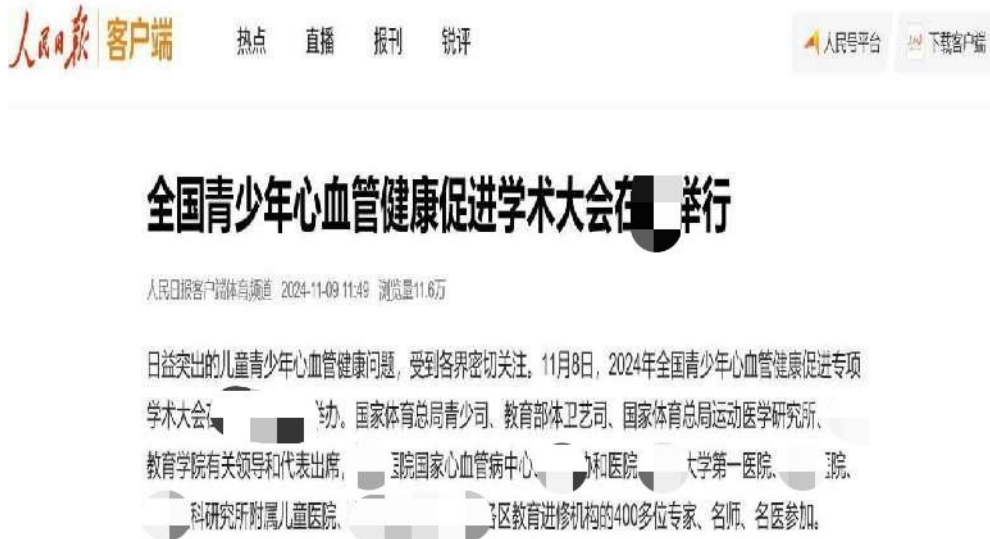 人民日报 客户端 热点 直播 报刊 锐评 人民号平台 下载客户端
全国青少年心血管健康促进学术大会在 举行
人民日报客户端体育频道 2024-11-09 11:49 浏览量11.6万
日益突出的儿童青少年心血管健康问题，受到各界密切关注。11月8日，2024年全国青少年心血管健康促进专项
学术大会在 举办。国家体育总局青少司、教育部体卫艺司、国家体育总局运动医学研究所、
教育学院有关领导和代表出席， 医院国家心血管病中心、 协和医院、 大学第一医院、 医院、
科研究所附属儿童医院、 各区教育进修机构的400多位专家、名师、名医参加。